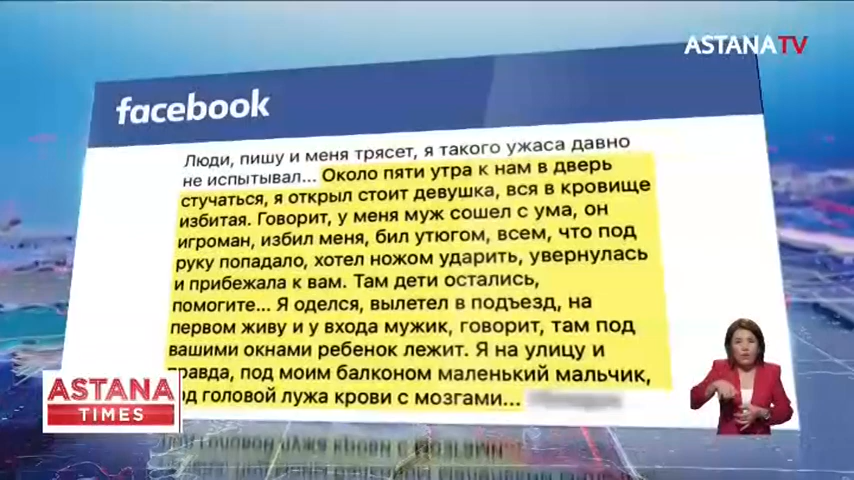 ASTANATV
facebook
Люди, пишу и меня трясет, я такого ужаса давно
не испытывал... Около пяти утра к нам в дверь
стучаться, я открыл стоит девушка, вся в кровище
избитая. Говорит, у меня муж сошел с ума, он
игроман, избил меня, бил утюгом, всем, что под
руку попадало, хотел ножом ударить, увернулась
и прибежала к вам. Там дети остались,
помогите... Я оделся, вылетел в подъезд, на
первом живу и у входа мужик, говорит, там под
вашими окнами ребенок лежит. Я на улицу и
правда, под моим балконом маленький мальчик,
под головой лужа крови с мозгами...
ASTANA
TIMES